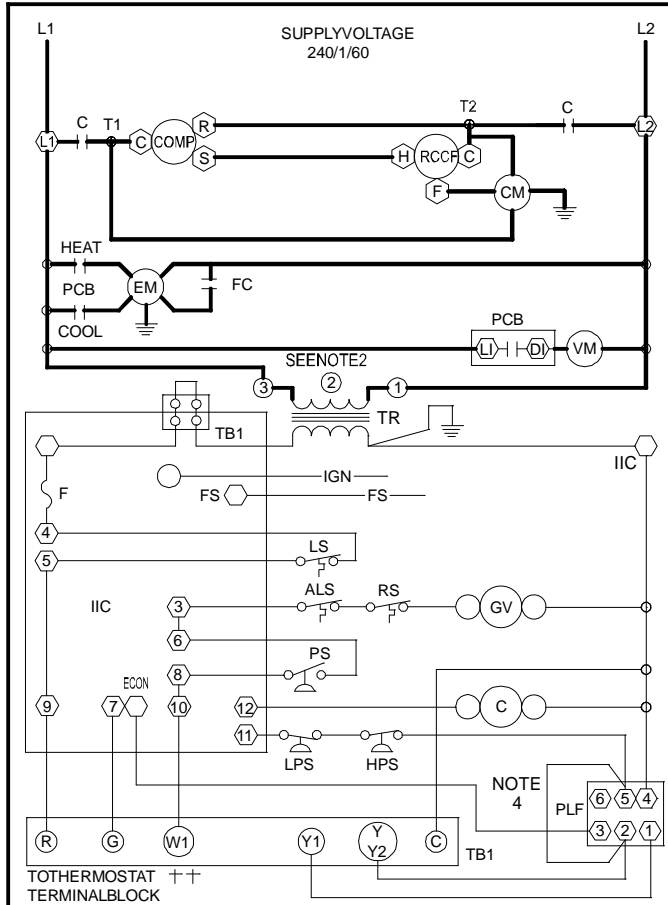 L1
SUPPLYVOLTAGE
L2
240/1/60
C
T1
T2
C
R
L1
C
COMP
L2
S
H
RCCF
C
F
CM
HEAT
PCB
EM
FC
COOL
PCB
LI
DI
VM
SEENOTE2
3
2
1
TR
TB1
IGN
IIC
FS
FS
F
4
5
LS
IIC
3
ALS
RS
GV
6
PS
8
ECON
9
7
10
12
C
11
LPS
HPS
NOTE
4
PLF
6
5
4
3
2
1
R
G
W1
Y1
Y
Y2
C
TB1
TOTHERMOSTAT ++
TERMINALBLOCK